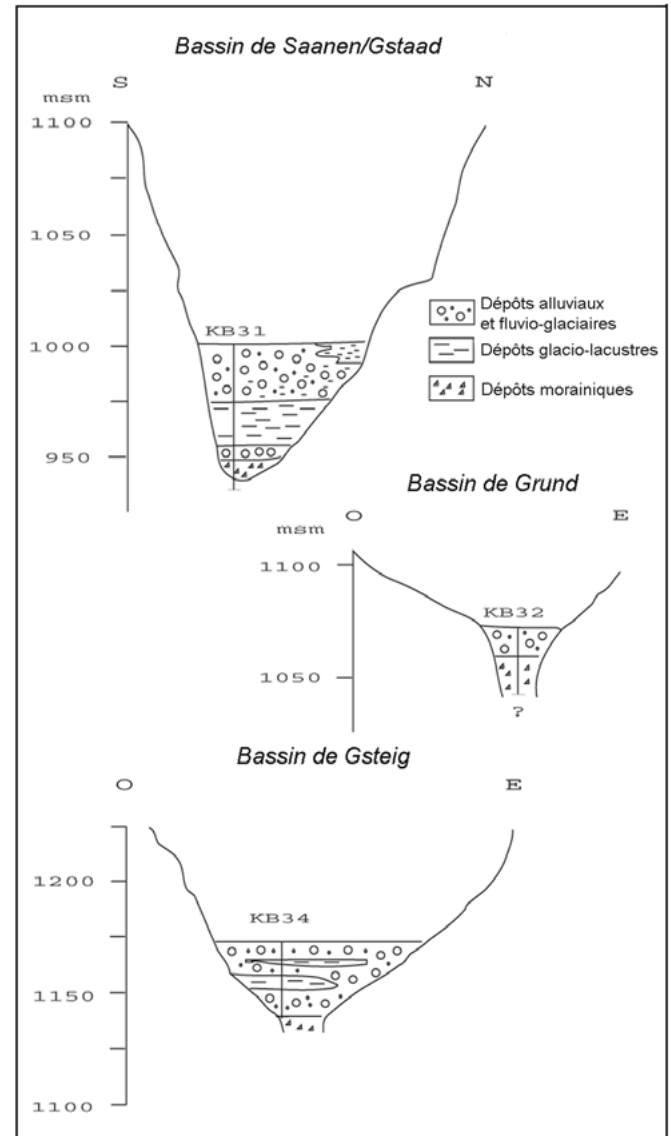 Bassin de Saanen/Gstaad
S
N
msm
1100
1050
1000
950
KB31
Dépôts alluviaux
et fluvio-glaciaires
Dépôts glacio-lacustres
Dépôts morainiques
Bassin de Grund
O
E
msm
1100
1050
KB32
?
Bassin de Gsteig
O
E
1200
1150
1100
KB34